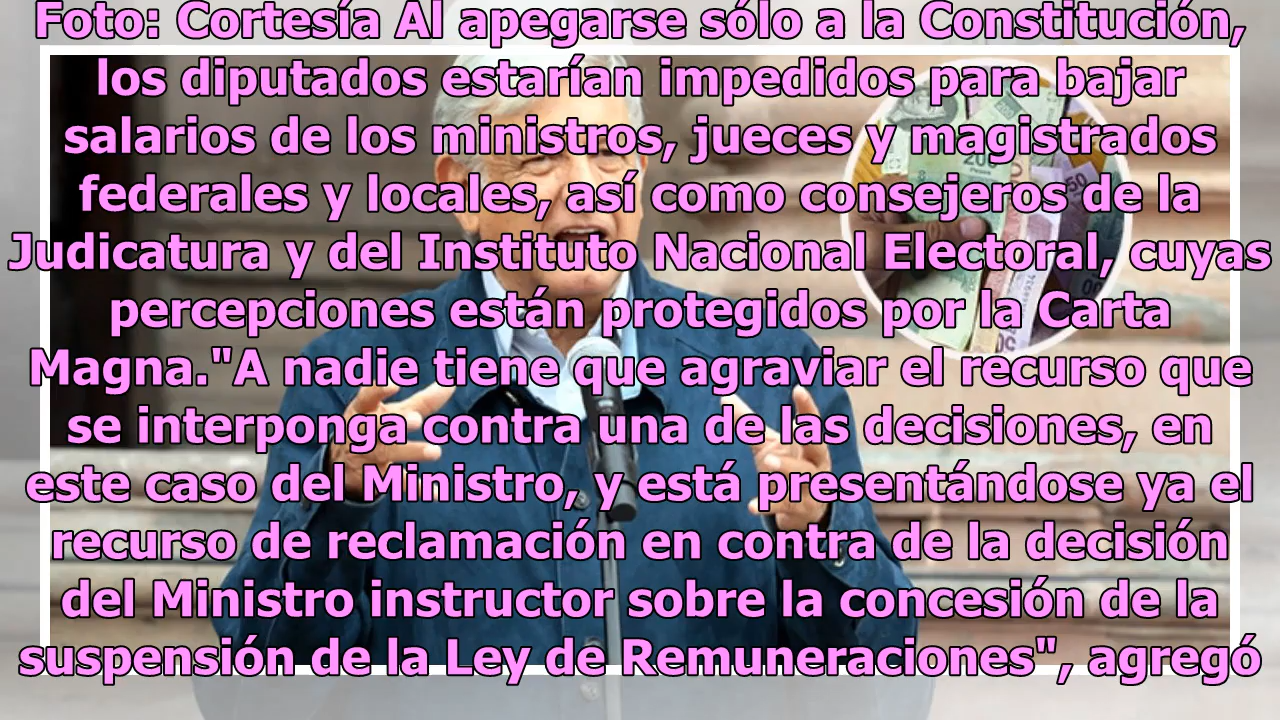 Foto: Cortesía Al apegarse sólo a la Constitución,
los diputados estarían impedidos para bajar
salarios de los ministros, jueces y magistrados
federales y locales, así como consejeros de la
Judicatura y del Instituto Nacional Electoral, cuyas
percepciones están protegidos por la Carta
Magna."A nadie tiene que agraviar el recurso que
se interponga contra una de las decisiones, en
este caso del Ministro, y está presentándose ya el
recurso de reclamación en contra de la decisión
del Ministro instructor sobre la concesión de la
suspensión de la Ley de Remuneraciones", agregó